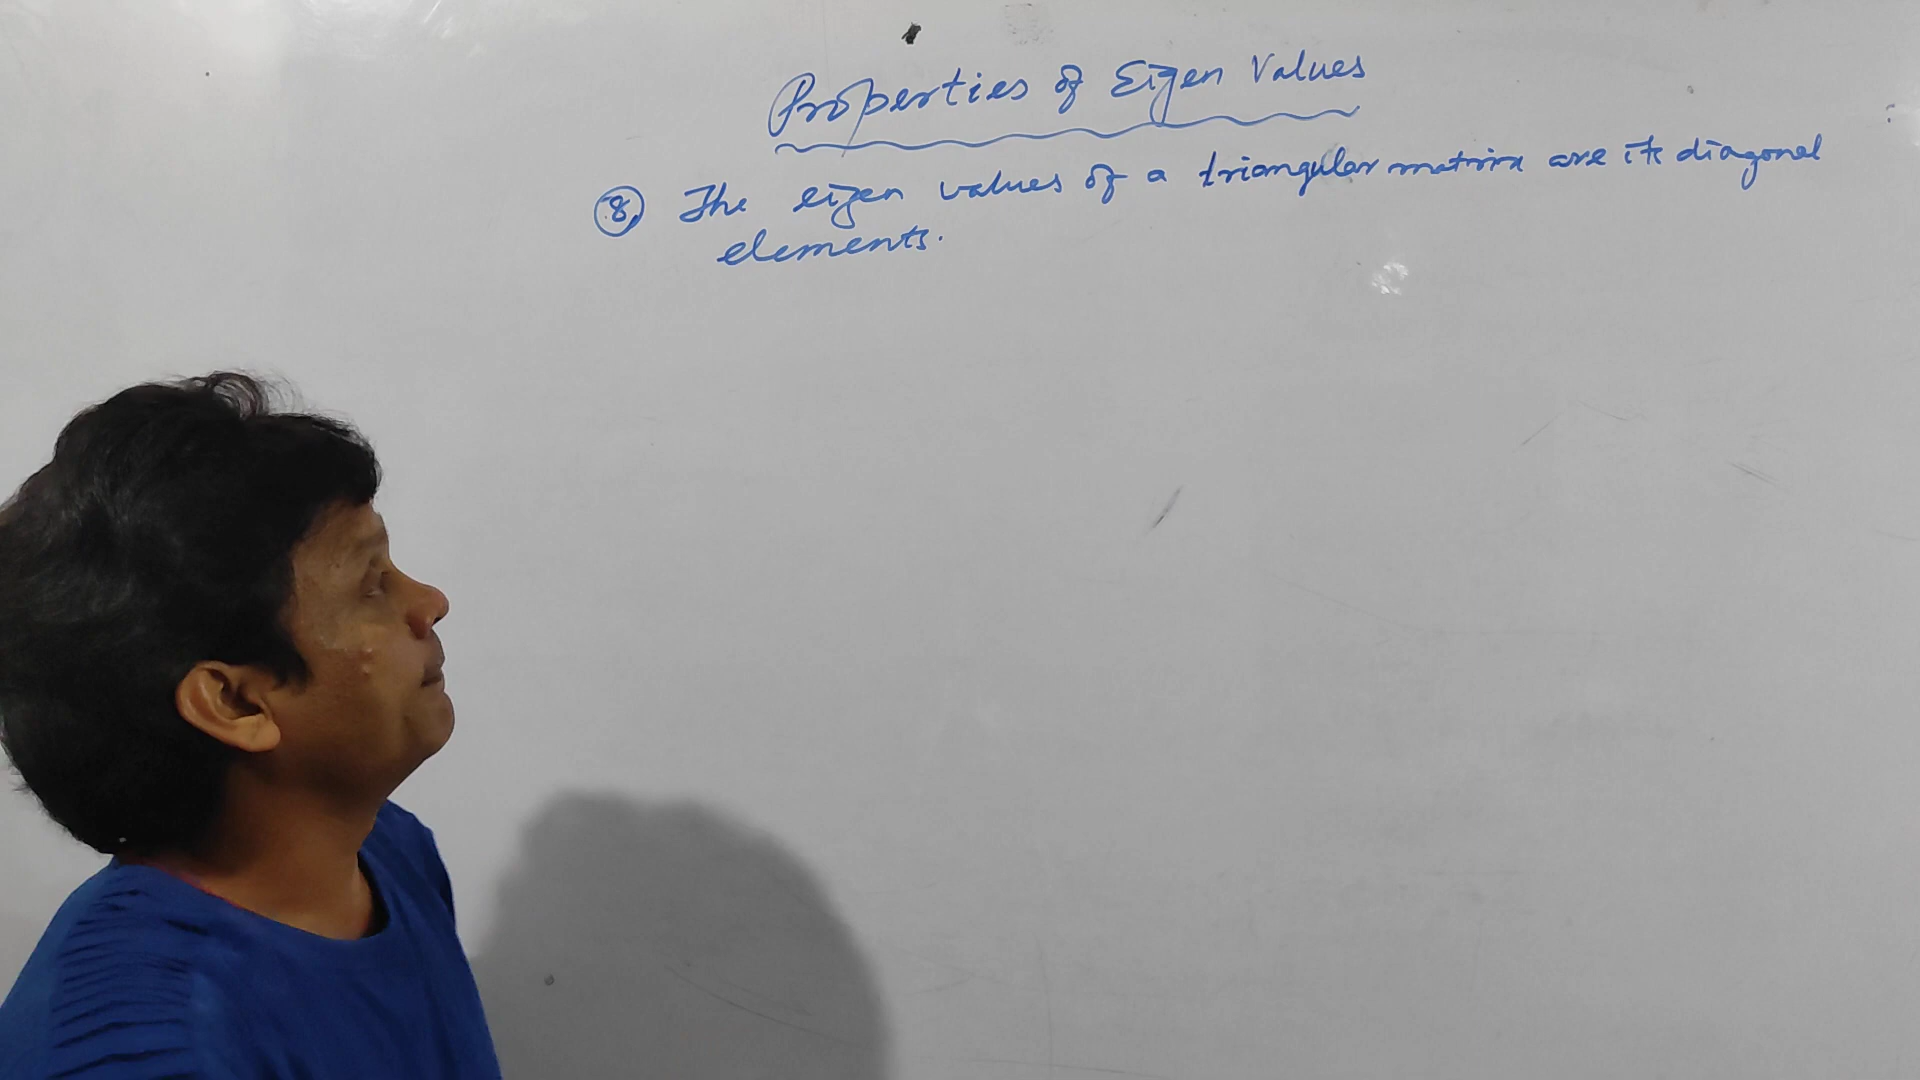 Properties of Eigen Values
8. The eigen values of a triangular matrix are its diagonal
elements.